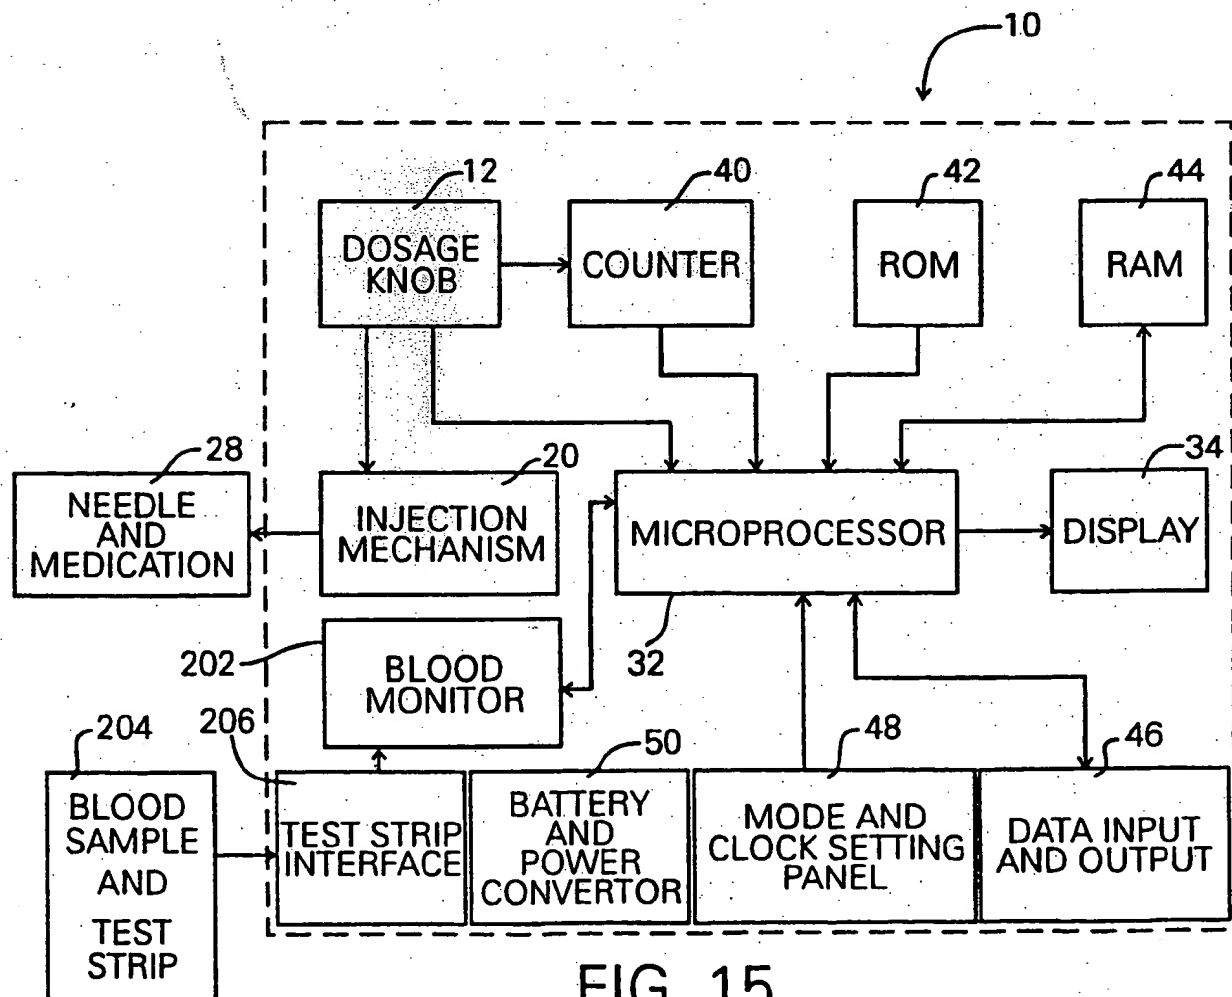 10
12
40
42
44
DOSAGE
KNOB
COUNTER
ROM
RAM
28
20
34
NEEDLE
AND
MEDICATION
INJECTION
MECHANISM
MICROPROCESSOR
DISPLAY
202
BLOOD
MONITOR
32
204
206
50
48
46
BLOOD
SAMPLE
AND
TEST
STRIP
TEST STRIP
INTERFACE
BATTERY
AND
POWER
CONVERTOR
MODE AND
CLOCK SETTING
PANEL
DATA INPUT
AND OUTPUT
FIG. 15